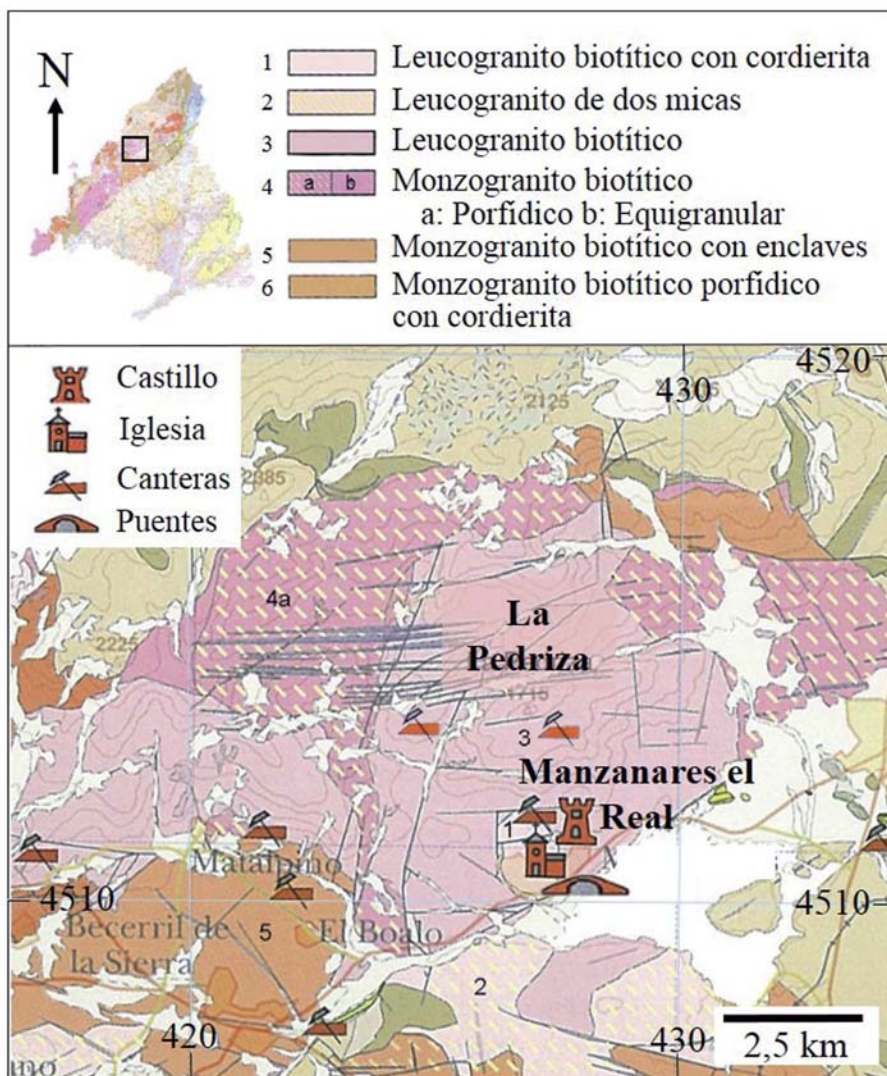 N
1 Leucogranito biotítico con cordierita
2 Leucogranito de dos micas
3 Leucogranito biotítico
4 a b Monzogranito biotítico
a: Porfídico b: Equigranular
5 Monzogranito biotítico con enclaves
6 Monzogranito biotítico porfídico
con cordierita
Castillo
Iglesia
Canteras
Puentes
4520
430
2125
2385
4a
2225
La
Pedriza
1715
3
Manzanares el
Real
1
Matalpino
4510
4510
Becerril de
la Sierra
5
El Boalo
2
420
430
2,5 km